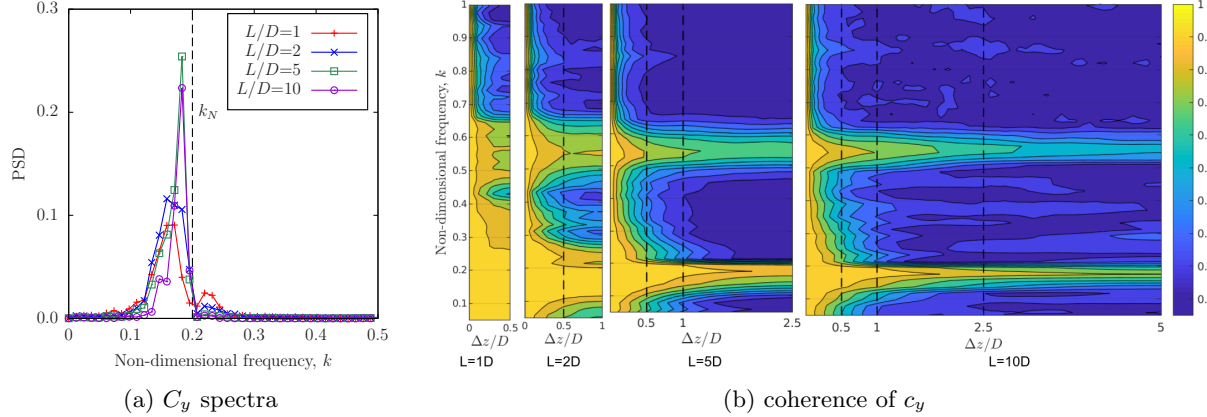 L/D=1
L/D=2
L/D=5
L/D=10
k_N
PSD
0.3
0.2
0.1
0.0
0 0.1 0.2 0.3 0.4 0.5
Non-dimensional frequency, k
(a) C_y spectra
Non-dimensional frequency, k
1
0.9
0.8
0.7
0.6
0.5
0.4
0.3
0.2
0.1
0 0.5
Δz/D
L=1D
0 0.5 1
Δz/D
L=2D
0.5 1 2.5
Δz/D
L=5D
0.5 1 2.5 5
Δz/D
L=10D
(b) coherence of c_y